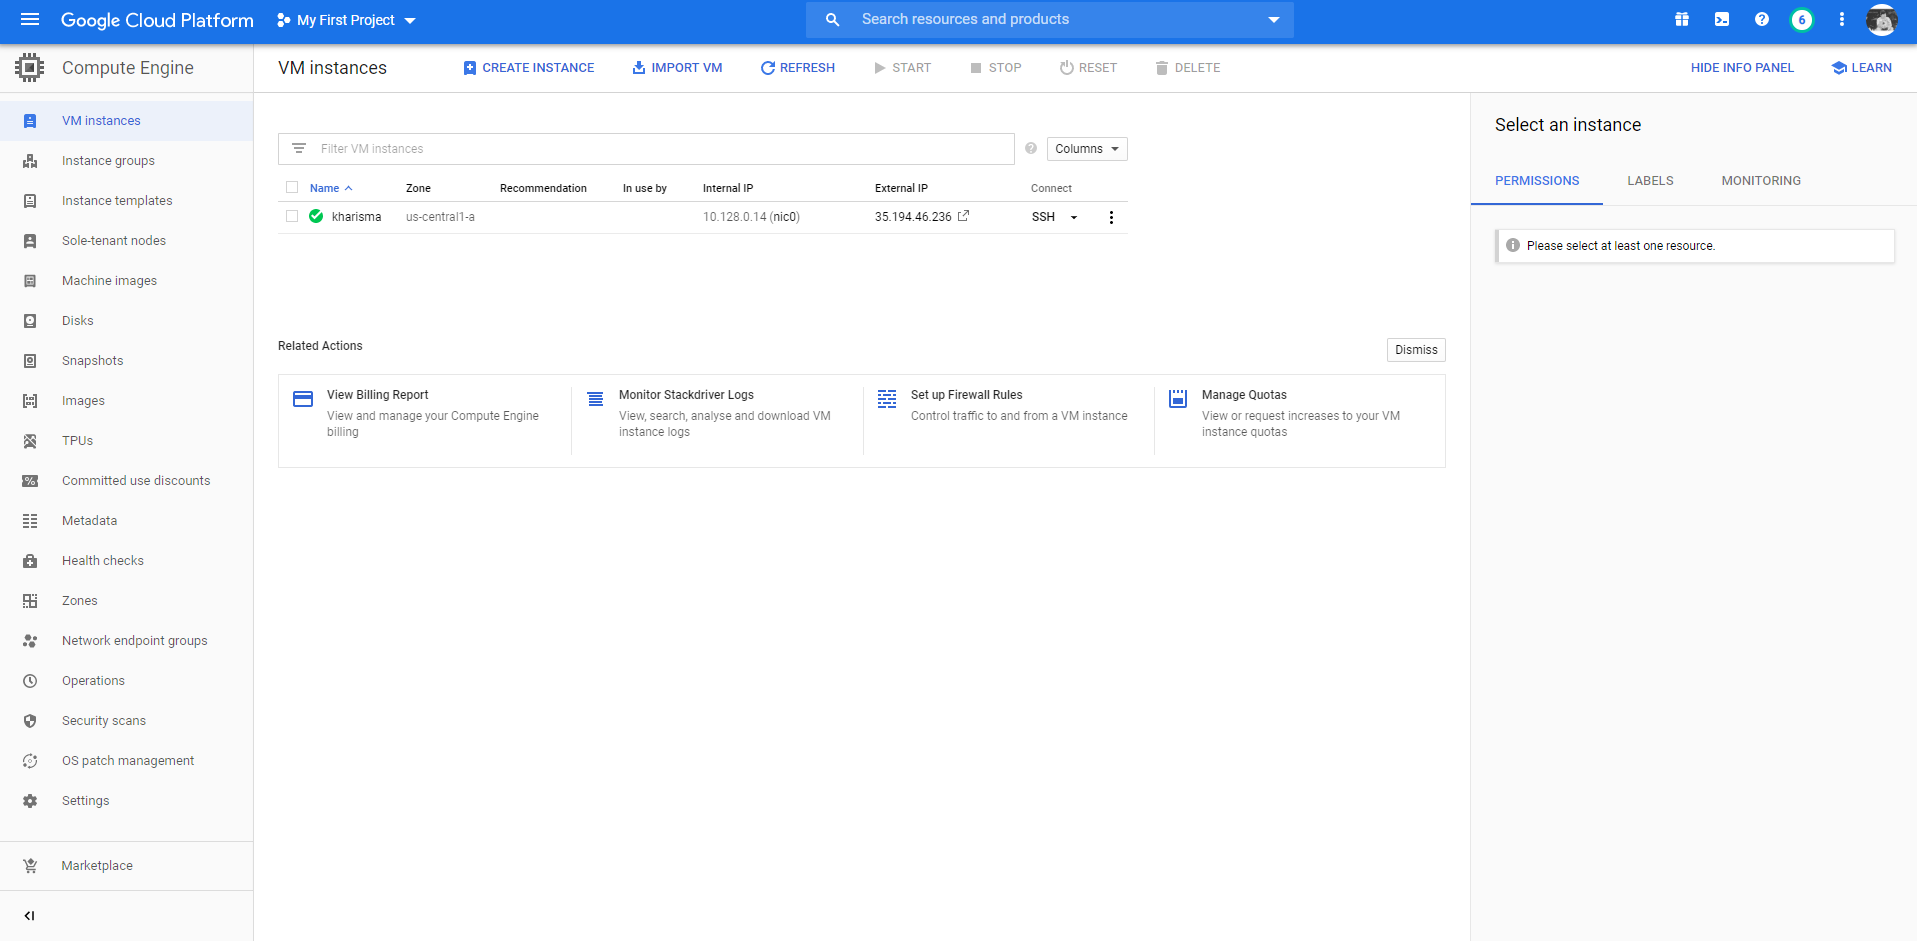 Google Cloud Platform My First Project Search resources and products 6
Compute Engine
VM instances CREATE INSTANCE IMPORT VM REFRESH START STOP RESET DELETE HIDE INFO PANEL LEARN
VM instances
Instance groups
Instance templates
Sole-tenant nodes
Machine images
Disks
Snapshots
Images
TPUs
Committed use discounts
Metadata
Health checks
Zones
Network endpoint groups
Operations
Security scans
OS patch management
Settings
Marketplace
Filter VM instances Columns
Name Zone Recommendation In use by Internal IP External IP Connect
kharisma us-central1-a 10.128.0.14 (nic0) 35.194.46.236 SSH
Related Actions Dismiss
View Billing Report
View and manage your Compute Engine
billing
Monitor Stackdriver Logs
View, search, analyse and download VM
instance logs
Set up Firewall Rules
Control traffic to and from a VM instance
Manage Quotas
View or request increases to your VM
instance quotas
Select an instance
PERMISSIONS LABELS MONITORING
Please select at least one resource.